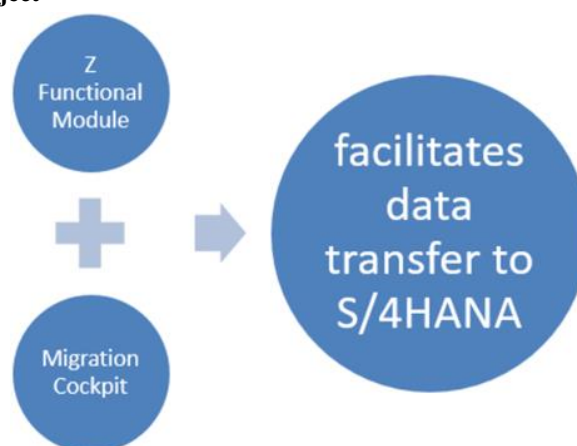 Z
Functional
Module
Migration
Cockpit
facilitates
data
transfer to
S/4HANA